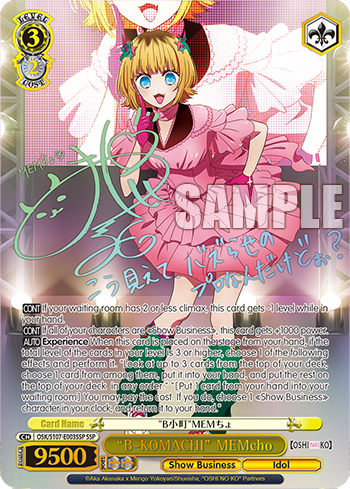 LEVEL
3
2
COST
MEMちょ
SAMPLE
こう見えて バズらせの
プロなんだけどぉ?
CONT If your waiting room has 2 or less climax, this card gets -1 level while in
your hand.
CONT If all of your characters are «Show Business», this card gets +1000 power.
AUTO Experience When this card is placed on the stage from your hand, if the
total level of the cards in your level is 3 or higher, choose 1 of the following
effects and perform it. "Look at up to 3 cards from the top of your deck,
choose 1 card from among them, put it into your hand, and put the rest on
the top of your deck in any order." "[Put 1 card from your hand into your
waiting room] You may pay the cost. If you do, choose 1 «Show Business»
character in your clock, and return it to your hand."
Card Name
"B小町"MEMちょ
CH OSK/S107-E003SSP SSP
"B-KOMACHI" MEMcho
【OSHI NO KO】
POWER
9500
Show Business
Idol
©Aka Akasaka x Mengo Yokoyari/Shueisha, "OSHI NO KO" Partners